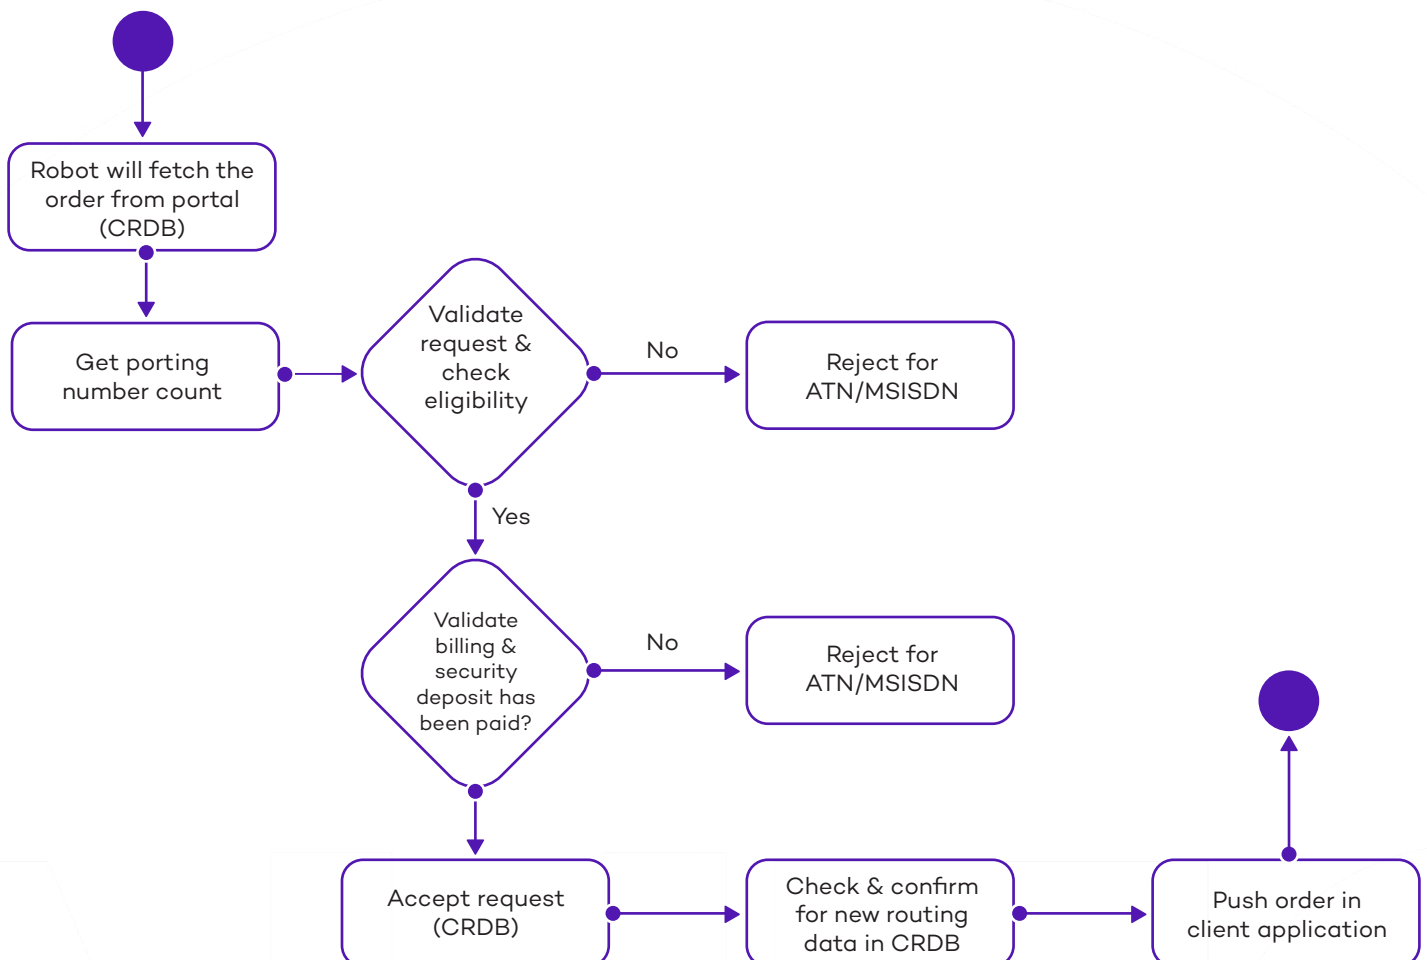 Robot will fetch the
order from portal
(CRDB)
Get porting
number count
Validate
request &
check
eligibility
No
Reject for
ATN/MSISDN
Yes
Validate
billing &
security
deposit has
been paid?
No
Reject for
ATN/MSISDN
Accept request
(CRDB)
Check & confirm
for new routing
data in CRDB
Push order in
client application